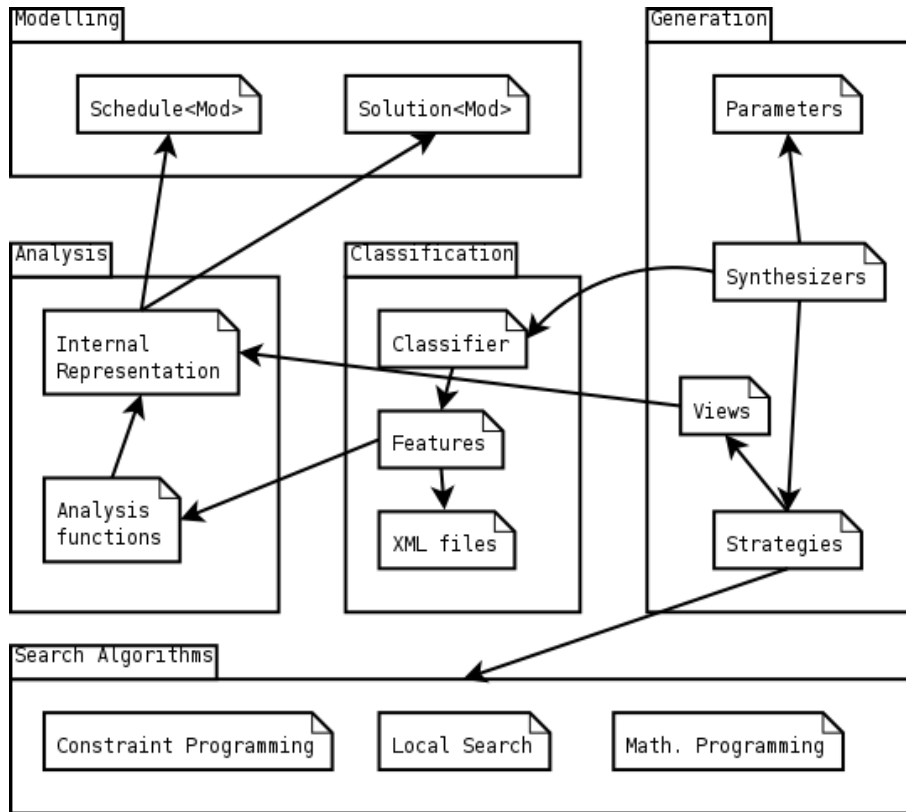 Modelling
Schedule<Mod>
Solution<Mod>
Generation
Parameters
Synthesizers
Views
Strategies
Analysis
Internal
Representation
Analysis
functions
Classification
Classifier
Features
XML files
Search Algorithms
Constraint Programming
Local Search
Math. Programming